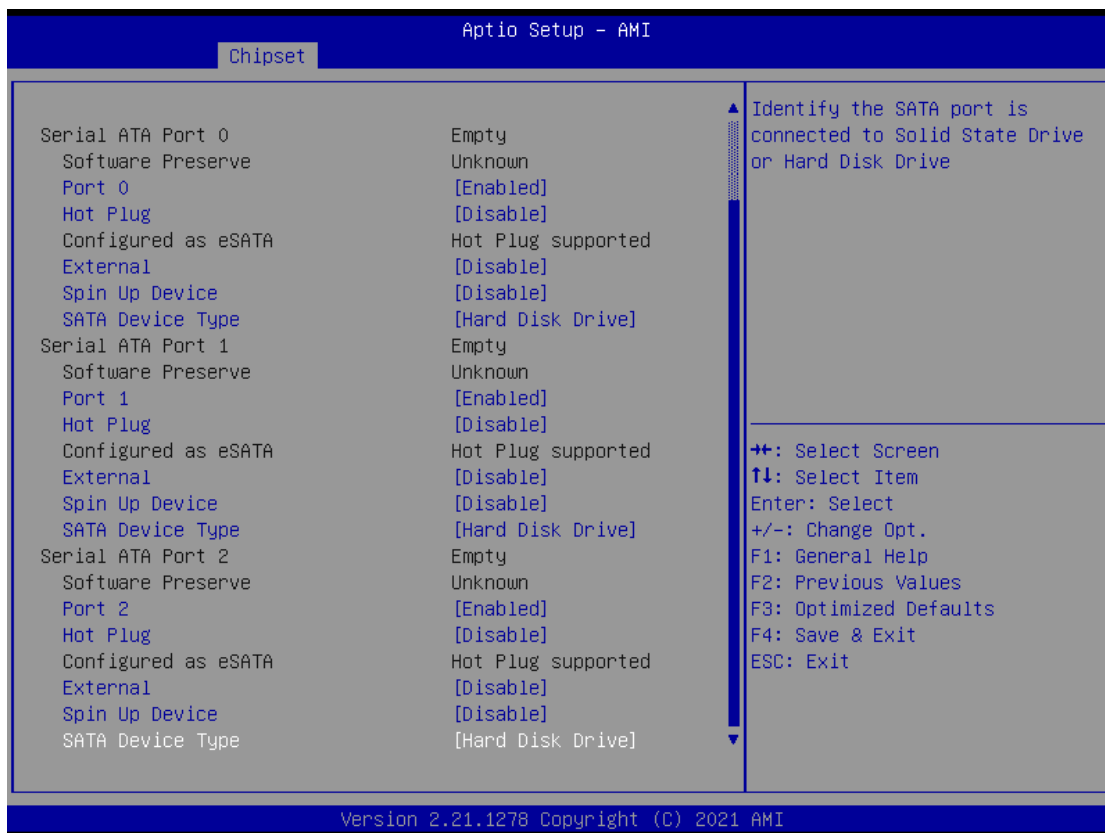 Aptio Setup – AMI
Chipset
Serial ATA Port 0 Empty
Software Preserve Unknown
Port 0 [Enabled]
Hot Plug [Disable]
Configured as eSATA Hot Plug supported
External [Disable]
Spin Up Device [Disable]
SATA Device Type [Hard Disk Drive]
Serial ATA Port 1 Empty
Software Preserve Unknown
Port 1 [Enabled]
Hot Plug [Disable]
Configured as eSATA Hot Plug supported
External [Disable]
Spin Up Device [Disable]
SATA Device Type [Hard Disk Drive]
Serial ATA Port 2 Empty
Software Preserve Unknown
Port 2 [Enabled]
Hot Plug [Disable]
Configured as eSATA Hot Plug supported
External [Disable]
Spin Up Device [Disable]
SATA Device Type [Hard Disk Drive]
Identify the SATA port is
connected to Solid State Drive
or Hard Disk Drive
→←: Select Screen
↑↓: Select Item
Enter: Select
+/-: Change Opt.
F1: General Help
F2: Previous Values
F3: Optimized Defaults
F4: Save & Exit
ESC: Exit
Version 2.21.1278 Copyright (C) 2021 AMI